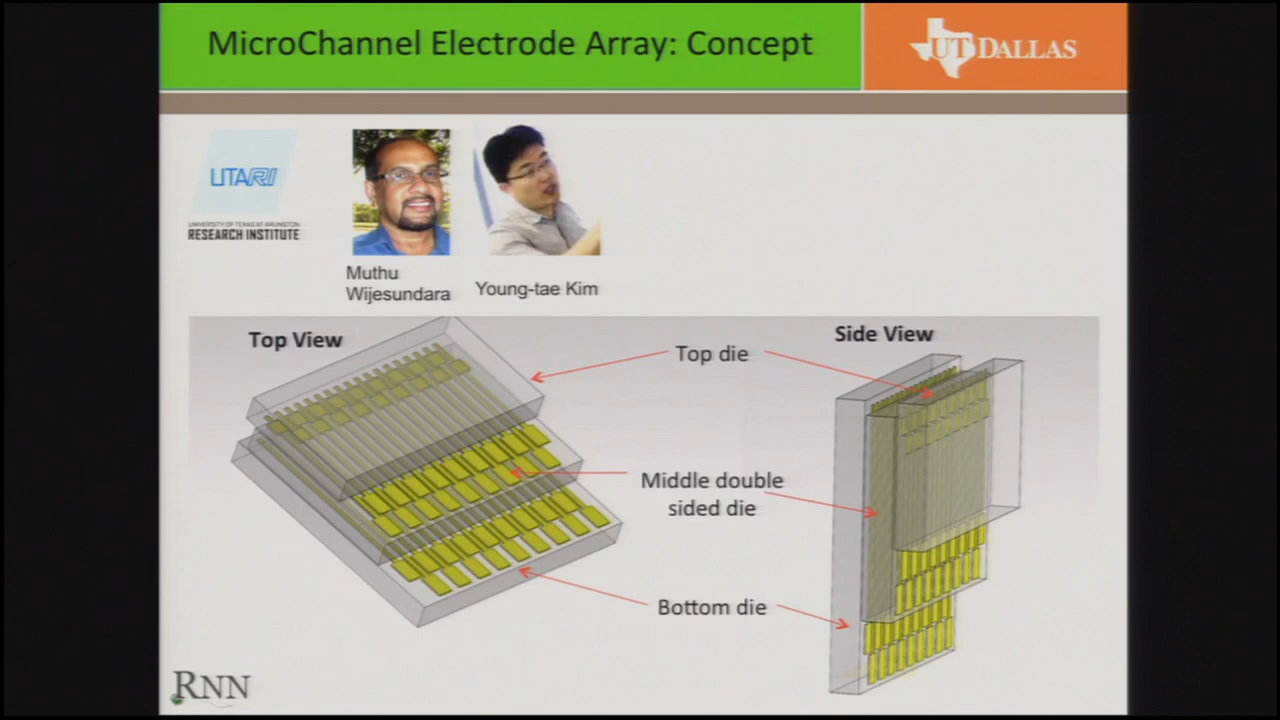 MicroChannel Electrode Array: Concept
UT DALLAS
UTARI
UNIVERSITY OF TEXAS AT ARLINGTON
RESEARCH INSTITUTE
Muthu
Wijesundara
Young-tae Kim
Top View
Side View
Top die
Middle double
sided die
Bottom die
RNN